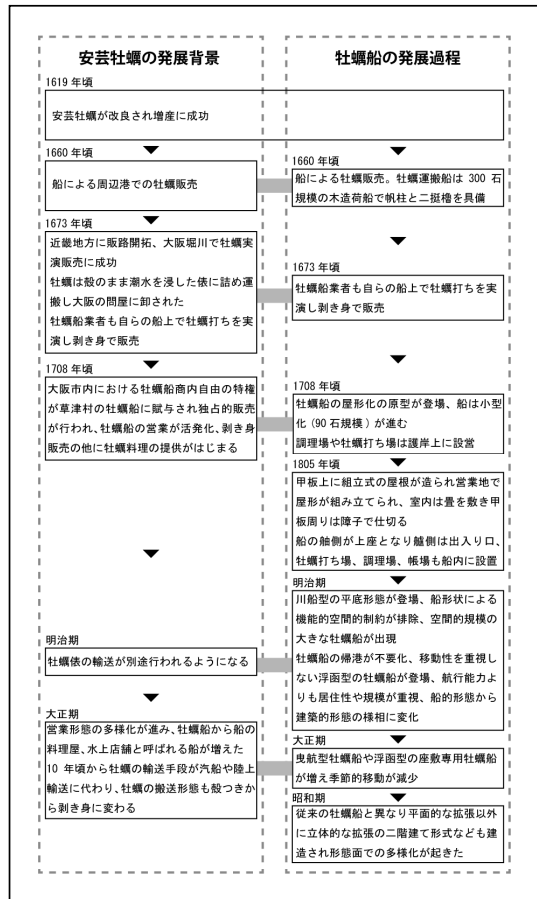 安芸牡蠣の発展背景
1619 年頃
安芸牡蠣が改良され増産に成功
1660 年頃
船による周辺港での牡蠣販売
1673 年頃
近畿地方に販路開拓、大阪堀川で牡蠣実
演販売に成功
牡蠣は殻のまま潮水を浸した俵に詰め運
搬し大阪の問屋に卸された
牡蠣船業者も自らの船上で牡蠣打ちを実
演し剥き身で販売
1708 年頃
大阪市内における牡蠣船商内自由の特権
が草津村の牡蠣船に賦与され独占的販売
が行われ、牡蠣船の営業が活発化、剥き身
販売の他に牡蠣料理の提供がはじまる
明治期
牡蠣俵の輸送が別途行われるようになる
大正期
営業形態の多様化が進み、牡蠣船から船の
料理屋、水上店舗と呼ばれる船が増えた
10 年頃から牡蠣の輸送手段が汽船や陸上
輸送に代わり、牡蠣の搬送形態も殻つきか
ら剥き身に変わる
牡蠣船の発展過程
1660 年頃
船による牡蠣販売。牡蠣運搬船は 300 石
規模の木造荷船で帆柱と二挺櫓を具備
1673 年頃
牡蠣船業者も自らの船上で牡蠣打ちを実
演し剥き身で販売
1708 年頃
牡蠣船の屋形化の原型が登場、船は小型
化 (90 石規模 ) が進む
調理場や牡蠣打ち場は護岸上に設営
1805 年頃
甲板上に組立式の屋根が造られ営業地で
屋形が組み立てられ、室内は畳を敷き甲
板周りは障子で仕切る
船の舳側が上座となり艫側は出入り口、
牡蠣打ち場、調理場、帳場も船内に設置
明治期
川船型の平底形態が登場、船形状による
機能的空間的制約が排除、空間的規模の
大きな牡蠣船が出現
牡蠣船の帰港が不要化、移動性を重視し
ない浮函型の牡蠣船が登場、航行能力よ
りも居住性や規模が重視、船的形態から
建築的形態の様相に変化
大正期
曳航型牡蠣船や浮函型の座敷専用牡蠣船
が増え季節的移動が減少
昭和期
従来の牡蠣船と異なり平面的な拡張以外
に立体的な拡張の二階建て形式なども建
造され形態面での多様化が起きた